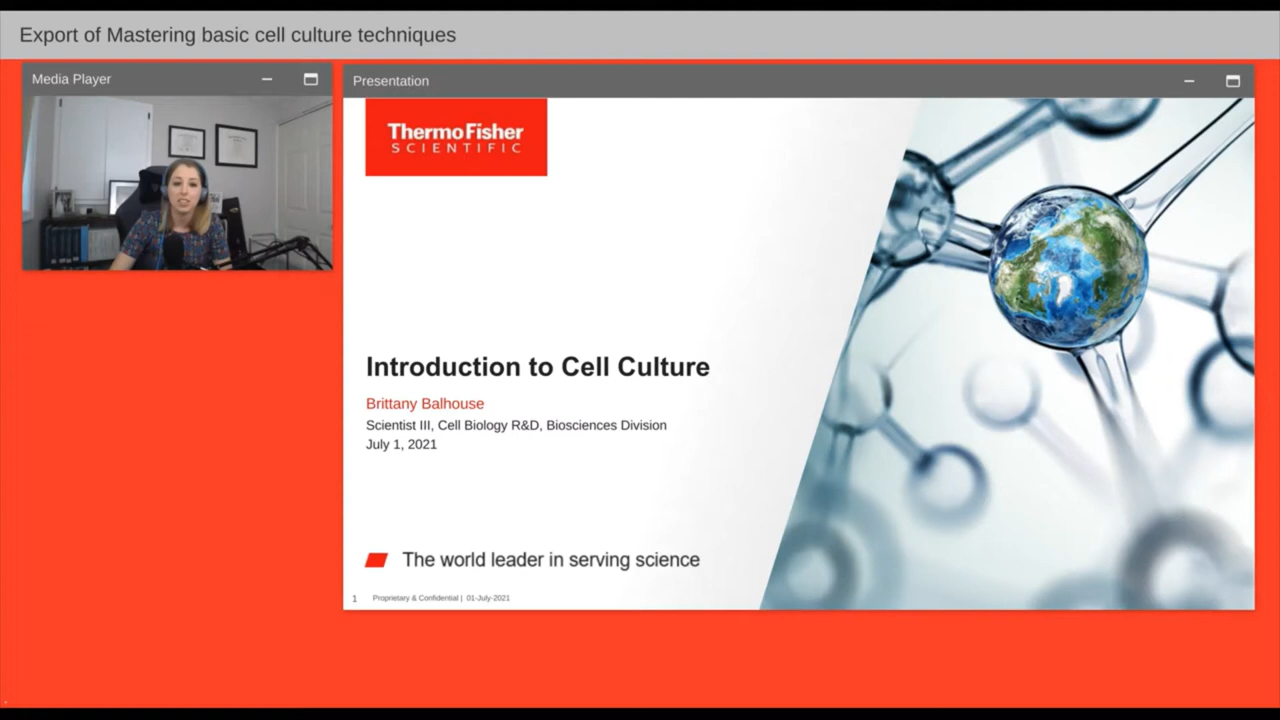 Export of Mastering basic cell culture techniques
Media Player
Presentation
ThermoFisher
SCIENTIFIC
Introduction to Cell Culture
Brittany Balhouse
Scientist III, Cell Biology R&D, Biosciences Division
July 1, 2021
The world leader in serving science
1 Proprietary & Confidential | 01-July-2021